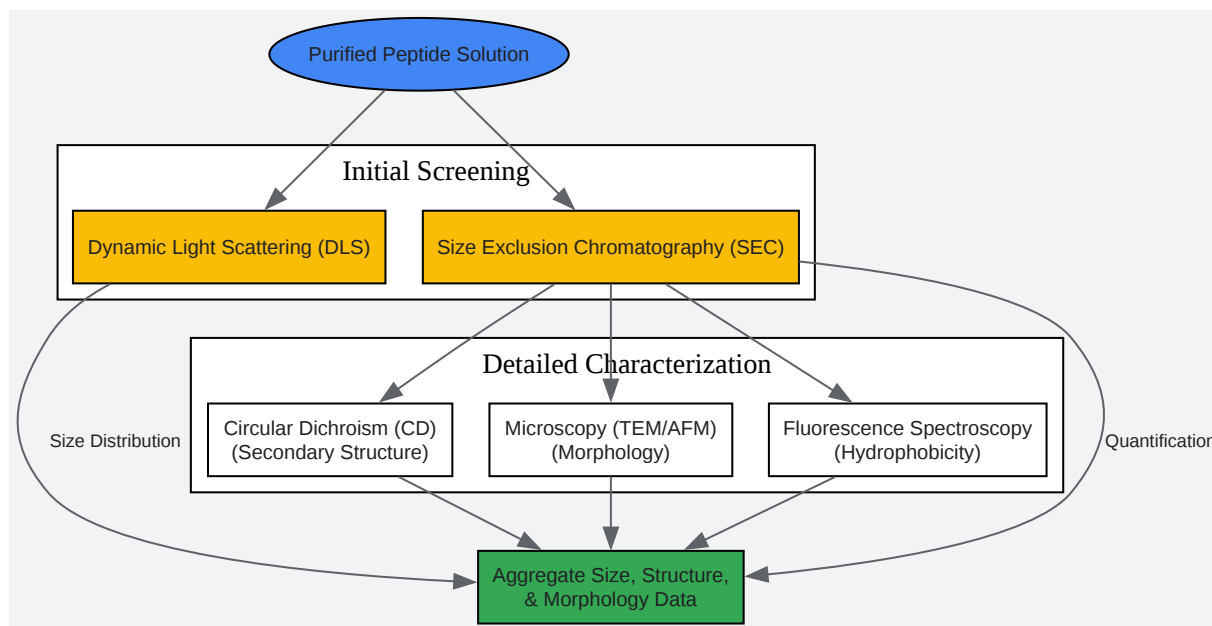 Purified Peptide Solution
Initial Screening
Dynamic Light Scattering (DLS)
Size Exclusion Chromatography (SEC)
Detailed Characterization
Circular Dichroism (CD)
(Secondary Structure)
Microscopy (TEM/AFM)
(Morphology)
Fluorescence Spectroscopy
(Hydrophobicity)
Size Distribution
Quantification
Aggregate Size, Structure,
& Morphology Data